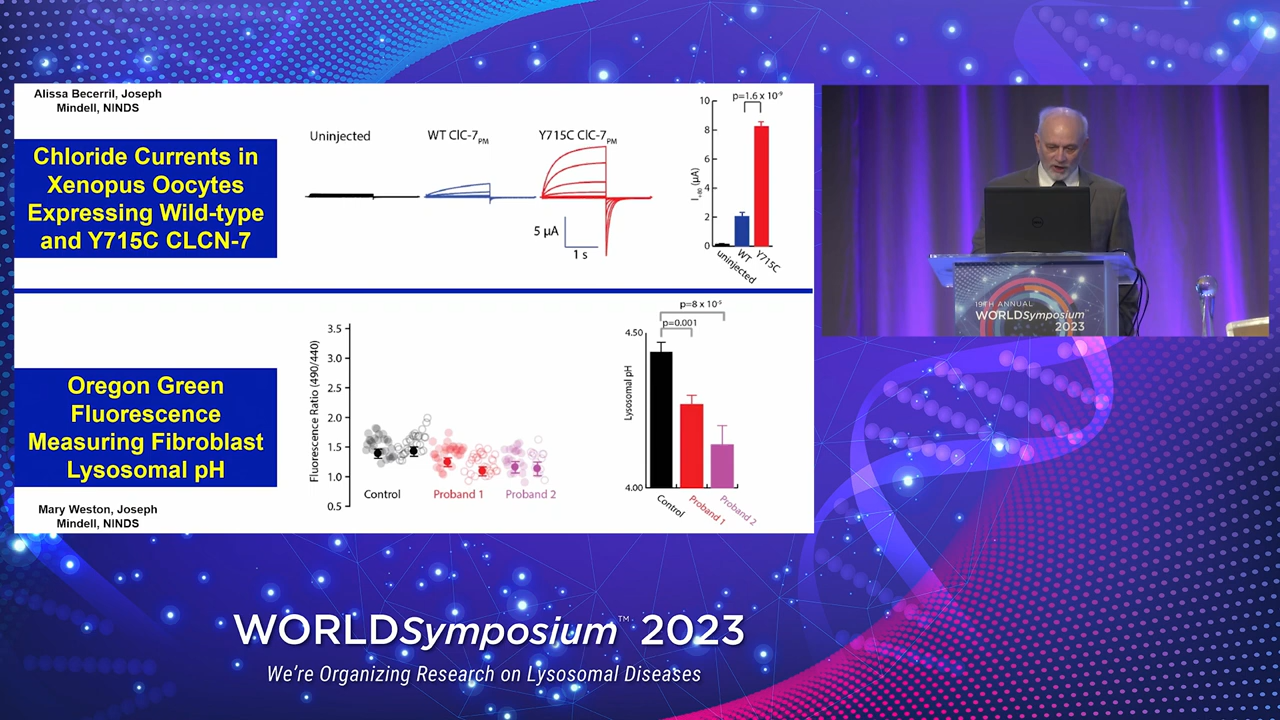 Alissa Becerril, Joseph
Mindell, NINDS
Chloride Currents in
Xenopus Oocytes
Expressing Wild-type
and Y715C CLCN-7
Uninjected
WT ClC-7PM
Y715C ClC-7PM
5 µA
1 s
p=1.6 x 10⁻⁹
I+80 (µA)
10
8
6
4
2
0
uninjected
WT
Y715C
Oregon Green
Fluorescence
Measuring Fibroblast
Lysosomal pH
Mary Weston, Joseph
Mindell, NINDS
Fluorescence Ratio (490/440)
3.5
3.0
2.5
2.0
1.5
1.0
0.5
Control
Proband 1
Proband 2
p=8 x 10⁻⁵
p=0.001
Lysosomal pH
4.50
4.00
Control
Proband 1
Proband 2
19TH ANNUAL
WORLDSymposium
2023
WORLDSymposium™ 2023
We're Organizing Research on Lysosomal Diseases